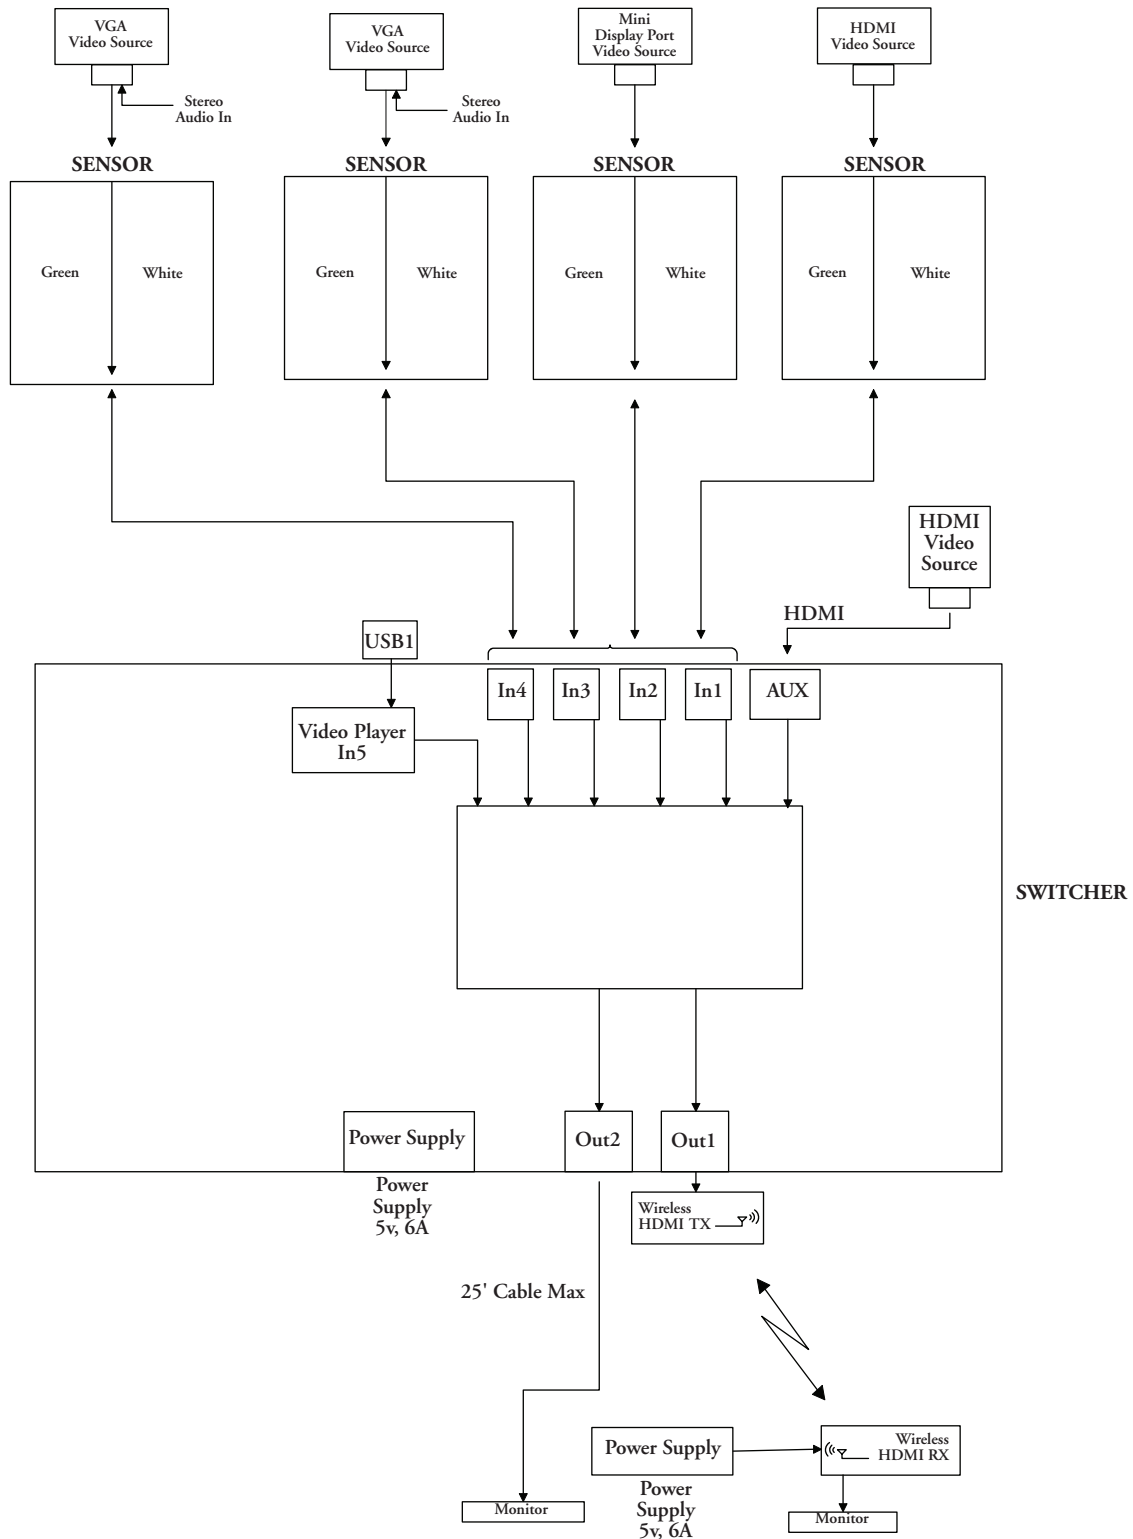 VGA
Video Source
VGA
Video Source
Mini
Display Port
Video Source
HDMI
Video Source
Stereo
Audio In
Stereo
Audio In
SENSOR
SENSOR
SENSOR
SENSOR
Green
White
Green
White
Green
White
Green
White
HDMI
Video
Source
HDMI
USB1
In4
In3
In2
In1
AUX
Video Player
In5
SWITCHER
Power Supply
Out2
Out1
Power
Supply
5v, 6A
Wireless
HDMI TX
25' Cable Max
Power Supply
Wireless
HDMI RX
Power
Supply
5v, 6A
Monitor
Monitor